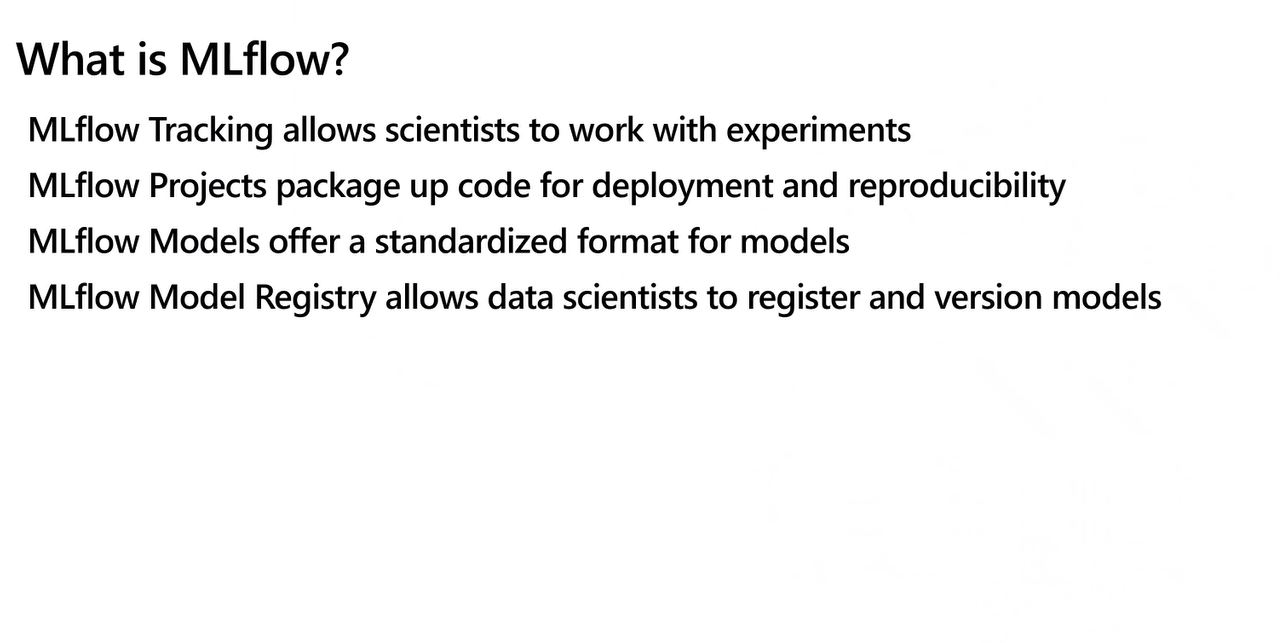 What is MLflow?
MLflow Tracking allows scientists to work with experiments
MLflow Projects package up code for deployment and reproducibility
MLflow Models offer a standardized format for models
MLflow Model Registry allows data scientists to register and version models